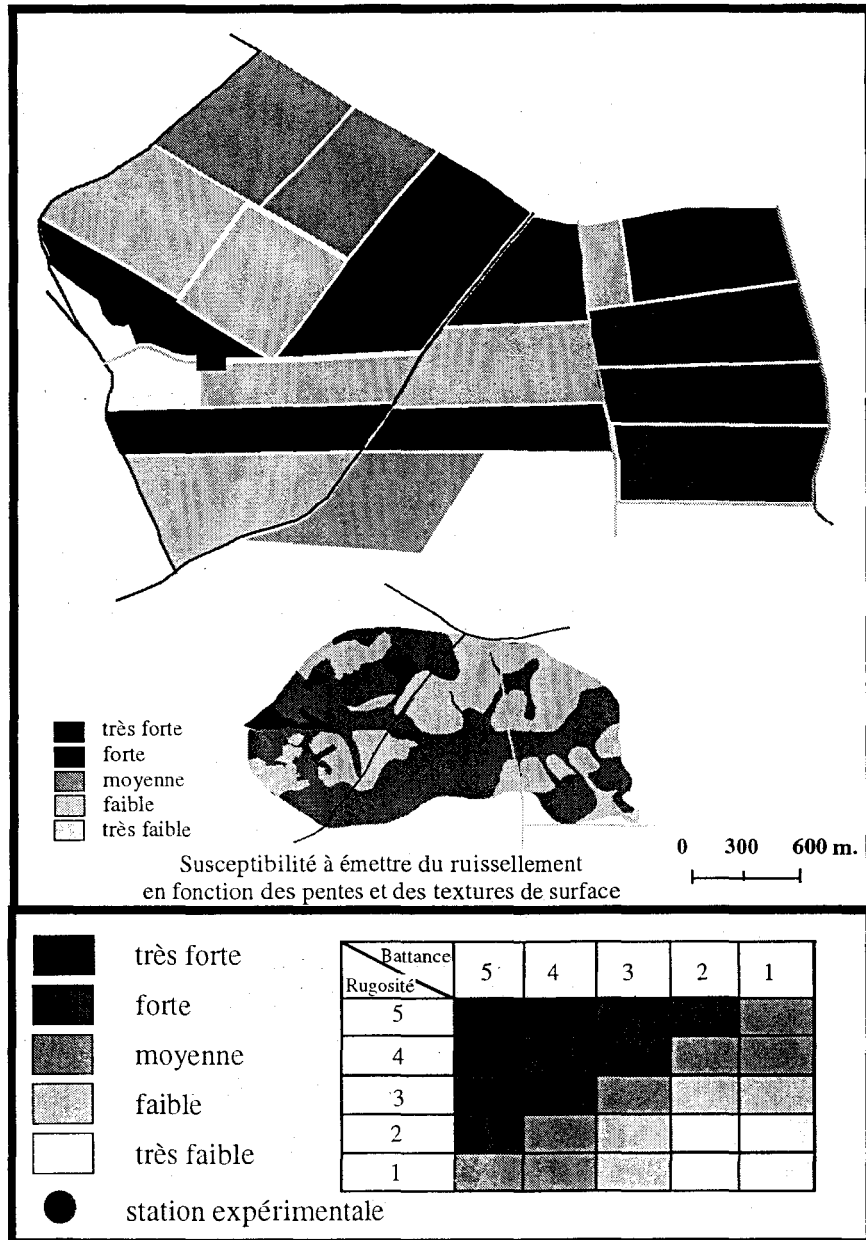 très forte
forte
moyenne
faible
très faible
Susceptibilité à émettre du ruissellement
en fonction des pentes et des textures de surface
0 300 600 m.
très forte
forte
moyenne
faible
très faible
station expérimentale
Battance
Rugosité
5 4 3 2 1
5
4
3
2
1